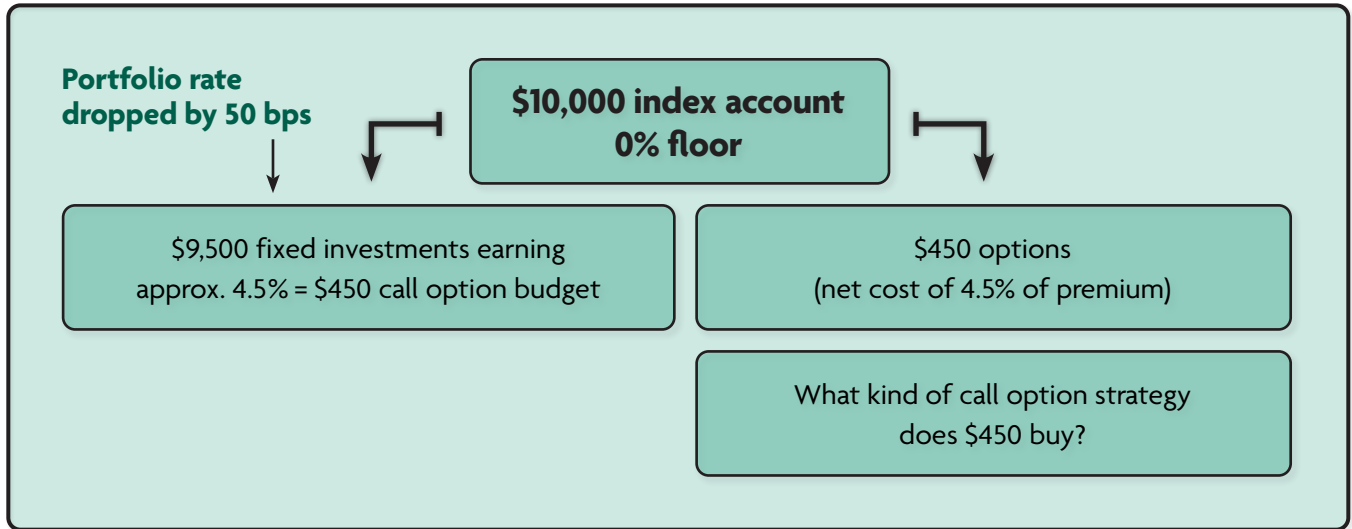 Portfolio rate
dropped by 50 bps
$10,000 index account
0% floor
$9,500 fixed investments earning
approx. 4.5% = $450 call option budget
$450 options
(net cost of 4.5% of premium)
What kind of call option strategy
does $450 buy?